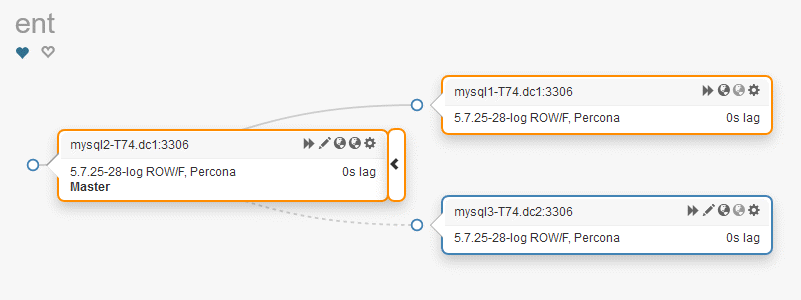 ent
mysql2-T74.dc1:3306
5.7.25-28-log ROW/F, Percona 0s lag
Master
mysql1-T74.dc1:3306
5.7.25-28-log ROW/F, Percona 0s lag
mysql3-T74.dc2:3306
5.7.25-28-log ROW/F, Percona 0s lag